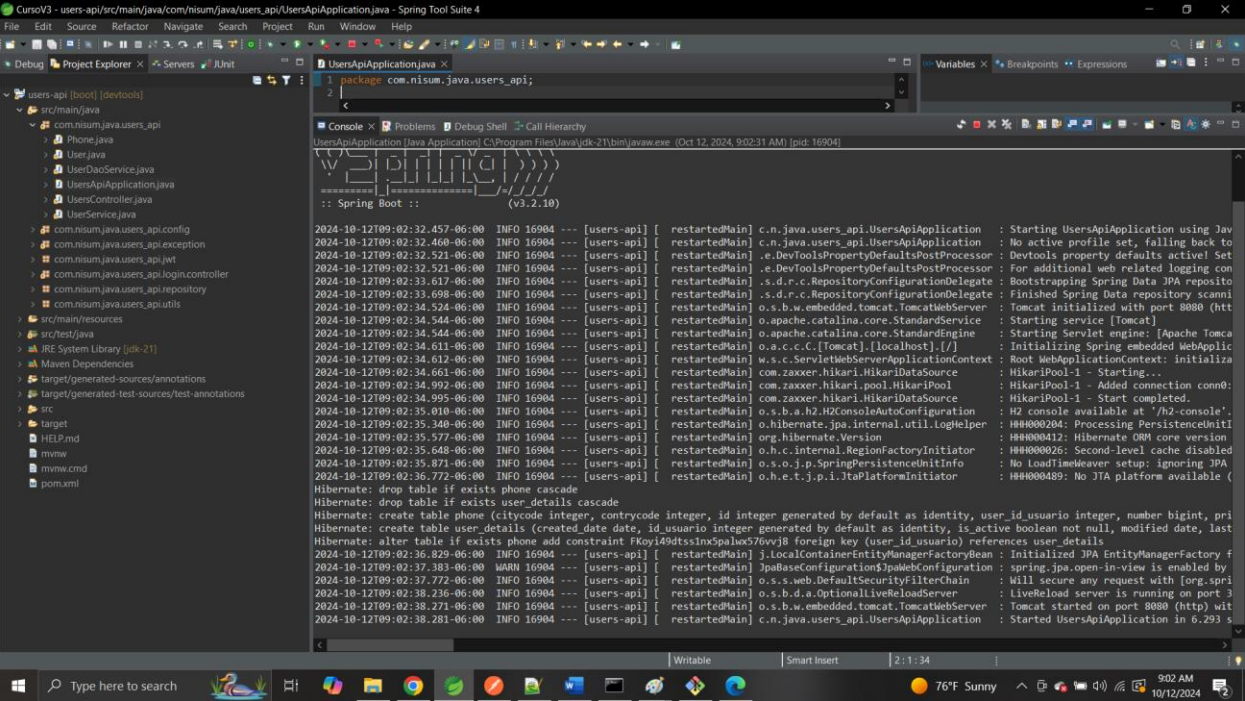 CursoV3 - users-api/src/main/java/com/nisum/java/users_api/UsersApiApplication.java - Spring Tool Suite 4
File Edit Source Refactor Navigate Search Project Run Window Help
Debug Project Explorer Servers JUnit
users-api [boot] [devtools]
src/main/java
com.nisum.java.users_api
Phone.java
User.java
UserDaoService.java
UsersApiApplication.java
UsersController.java
UserService.java
com.nisum.java.users_api.config
com.nisum.java.users_api.exception
com.nisum.java.users_api.jwt
com.nisum.java.users_api.login.controller
com.nisum.java.users_api.repository
com.nisum.java.users_api.utils
src/main/resources
src/test/java
JRE System Library [jdk-21]
Maven Dependencies
target/generated-sources/annotations
target/generated-test-sources/test-annotations
src
target
HELP.md
mvnw
mvnw.cmd
pom.xml
UsersApiApplication.java
1 package com.nisum.java.users_api;
2
Variables Breakpoints Expressions
Console Problems Debug Shell Call Hierarchy
UsersApiApplication [Java Application] C:\Program Files\Java\jdk-21\bin\javaw.exe (Oct 12, 2024, 9:02:31 AM) [pid: 16904]
:: Spring Boot :: (v3.2.10)
2024-10-12T09:02:32.457-06:00 INFO 16904 --- [users-api] [ restartedMain] c.n.java.users_api.UsersApiApplication : Starting UsersApiApplication using Jav
2024-10-12T09:02:32.460-06:00 INFO 16904 --- [users-api] [ restartedMain] c.n.java.users_api.UsersApiApplication : No active profile set, falling back to
2024-10-12T09:02:32.521-06:00 INFO 16904 --- [users-api] [ restartedMain] .e.DevToolsPropertyDefaultsPostProcessor : Devtools property defaults active! Set
2024-10-12T09:02:32.521-06:00 INFO 16904 --- [users-api] [ restartedMain] .e.DevToolsPropertyDefaultsPostProcessor : For additional web related logging con
2024-10-12T09:02:33.617-06:00 INFO 16904 --- [users-api] [ restartedMain] .s.d.r.c.RepositoryConfigurationDelegate : Bootstrapping Spring Data JPA reposito
2024-10-12T09:02:33.698-06:00 INFO 16904 --- [users-api] [ restartedMain] .s.d.r.c.RepositoryConfigurationDelegate : Finished Spring Data repository scanni
2024-10-12T09:02:34.524-06:00 INFO 16904 --- [users-api] [ restartedMain] o.s.b.w.embedded.tomcat.TomcatWebServer : Tomcat initialized with port 8080 (htt
2024-10-12T09:02:34.544-06:00 INFO 16904 --- [users-api] [ restartedMain] o.apache.catalina.core.StandardService : Starting service [Tomcat]
2024-10-12T09:02:34.544-06:00 INFO 16904 --- [users-api] [ restartedMain] o.apache.catalina.core.StandardEngine : Starting Servlet engine: [Apache Tomca
2024-10-12T09:02:34.611-06:00 INFO 16904 --- [users-api] [ restartedMain] o.a.c.c.C.[Tomcat].[localhost].[/] : Initializing Spring embedded WebApplic
2024-10-12T09:02:34.612-06:00 INFO 16904 --- [users-api] [ restartedMain] w.s.c.ServletWebServerApplicationContext : Root WebApplicationContext: initializa
2024-10-12T09:02:34.661-06:00 INFO 16904 --- [users-api] [ restartedMain] com.zaxxer.hikari.HikariDataSource : HikariPool-1 - Starting...
2024-10-12T09:02:34.992-06:00 INFO 16904 --- [users-api] [ restartedMain] com.zaxxer.hikari.pool.HikariPool : HikariPool-1 - Added connection conn0:
2024-10-12T09:02:34.995-06:00 INFO 16904 --- [users-api] [ restartedMain] com.zaxxer.hikari.HikariDataSource : HikariPool-1 - Start completed.
2024-10-12T09:02:35.010-06:00 INFO 16904 --- [users-api] [ restartedMain] o.s.b.a.h2.H2ConsoleAutoConfiguration : H2 console available at '/h2-console'.
2024-10-12T09:02:35.340-06:00 INFO 16904 --- [users-api] [ restartedMain] o.hibernate.jpa.internal.util.LogHelper : HHH000204: Processing PersistenceUnitI
2024-10-12T09:02:35.577-06:00 INFO 16904 --- [users-api] [ restartedMain] org.hibernate.Version : HHH000412: Hibernate ORM core version
2024-10-12T09:02:35.648-06:00 INFO 16904 --- [users-api] [ restartedMain] o.h.c.internal.RegionFactoryInitiator : HHH000026: Second-level cache disabled
2024-10-12T09:02:35.871-06:00 INFO 16904 --- [users-api] [ restartedMain] o.s.o.j.p.SpringPersistenceUnitInfo : No LoadTimeWeaver setup: ignoring JPA
2024-10-12T09:02:36.772-06:00 INFO 16904 --- [users-api] [ restartedMain] o.h.e.t.j.p.i.JtaPlatformInitiator : HHH000489: No JTA platform available (
Hibernate: drop table if exists phone cascade
Hibernate: drop table if exists user_details cascade
Hibernate: create table phone (citycode integer, contrycode integer, id integer generated by default as identity, user_id_usuario integer, number bigint, pri
Hibernate: create table user_details (created_date date, id_usuario integer generated by default as identity, is_active boolean not null, modified date, last
Hibernate: alter table if exists phone add constraint FKoyi49dtss1nx5palwx576vvj8 foreign key (user_id_usuario) references user_details
2024-10-12T09:02:36.829-06:00 INFO 16904 --- [users-api] [ restartedMain] j.LocalContainerEntityManagerFactoryBean : Initialized JPA EntityManagerFactory f
2024-10-12T09:02:37.383-06:00 WARN 16904 --- [users-api] [ restartedMain] JpaBaseConfiguration$JpaWebConfiguration : spring.jpa.open-in-view is enabled by
2024-10-12T09:02:37.772-06:00 INFO 16904 --- [users-api] [ restartedMain] o.s.s.web.DefaultSecurityFilterChain : Will secure any request with [org.spri
2024-10-12T09:02:38.236-06:00 INFO 16904 --- [users-api] [ restartedMain] o.s.b.d.a.OptionalLiveReloadServer : LiveReload server is running on port 3
2024-10-12T09:02:38.271-06:00 INFO 16904 --- [users-api] [ restartedMain] o.s.b.w.embedded.tomcat.TomcatWebServer : Tomcat started on port 8080 (http) wit
2024-10-12T09:02:38.281-06:00 INFO 16904 --- [users-api] [ restartedMain] c.n.java.users_api.UsersApiApplication : Started UsersApiApplication in 6.293 s
Writable Smart Insert 2 : 1 : 34
Type here to search
76°F Sunny
9:02 AM
10/12/2024
2